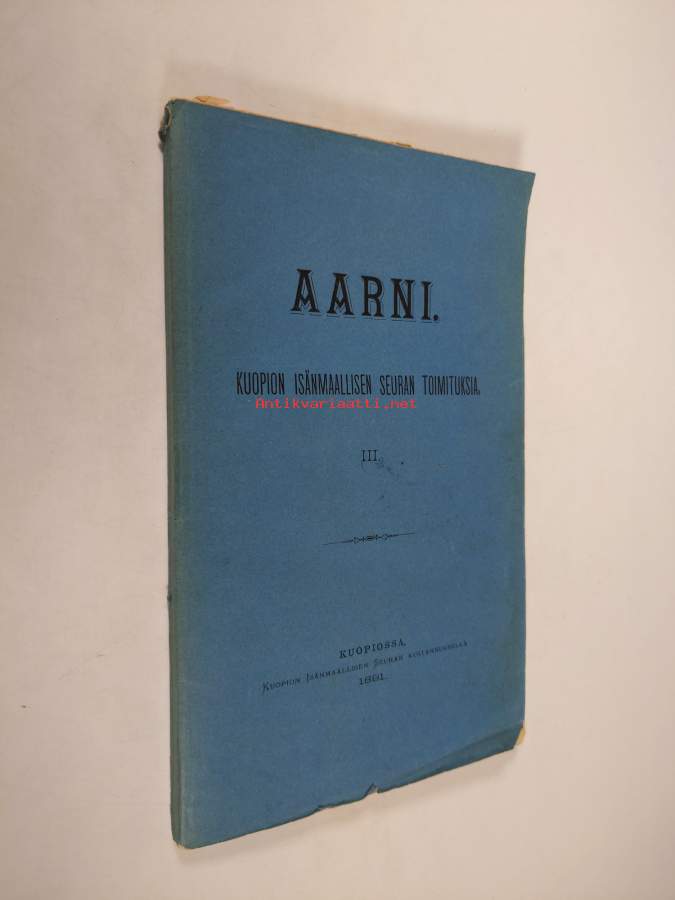 AARNI.
KUOPION ISÄNMAALLISEN SEURAN TOIMITUKSIA.
Antikvariaatti.net
III.
KUOPIOSSA,
KUOPION ISÄNMAALLISEN SEURAN KUSTANNUKSELLA
1891.